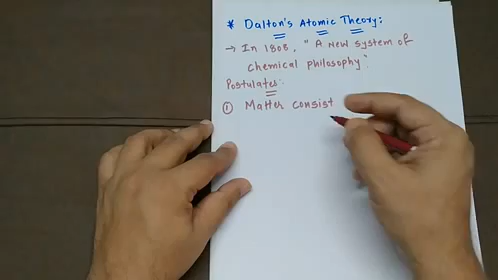 * Dalton's Atomic Theory:
→ In 1808, "A New system of
chemical philosophy".
Postulates:
① Matter consist